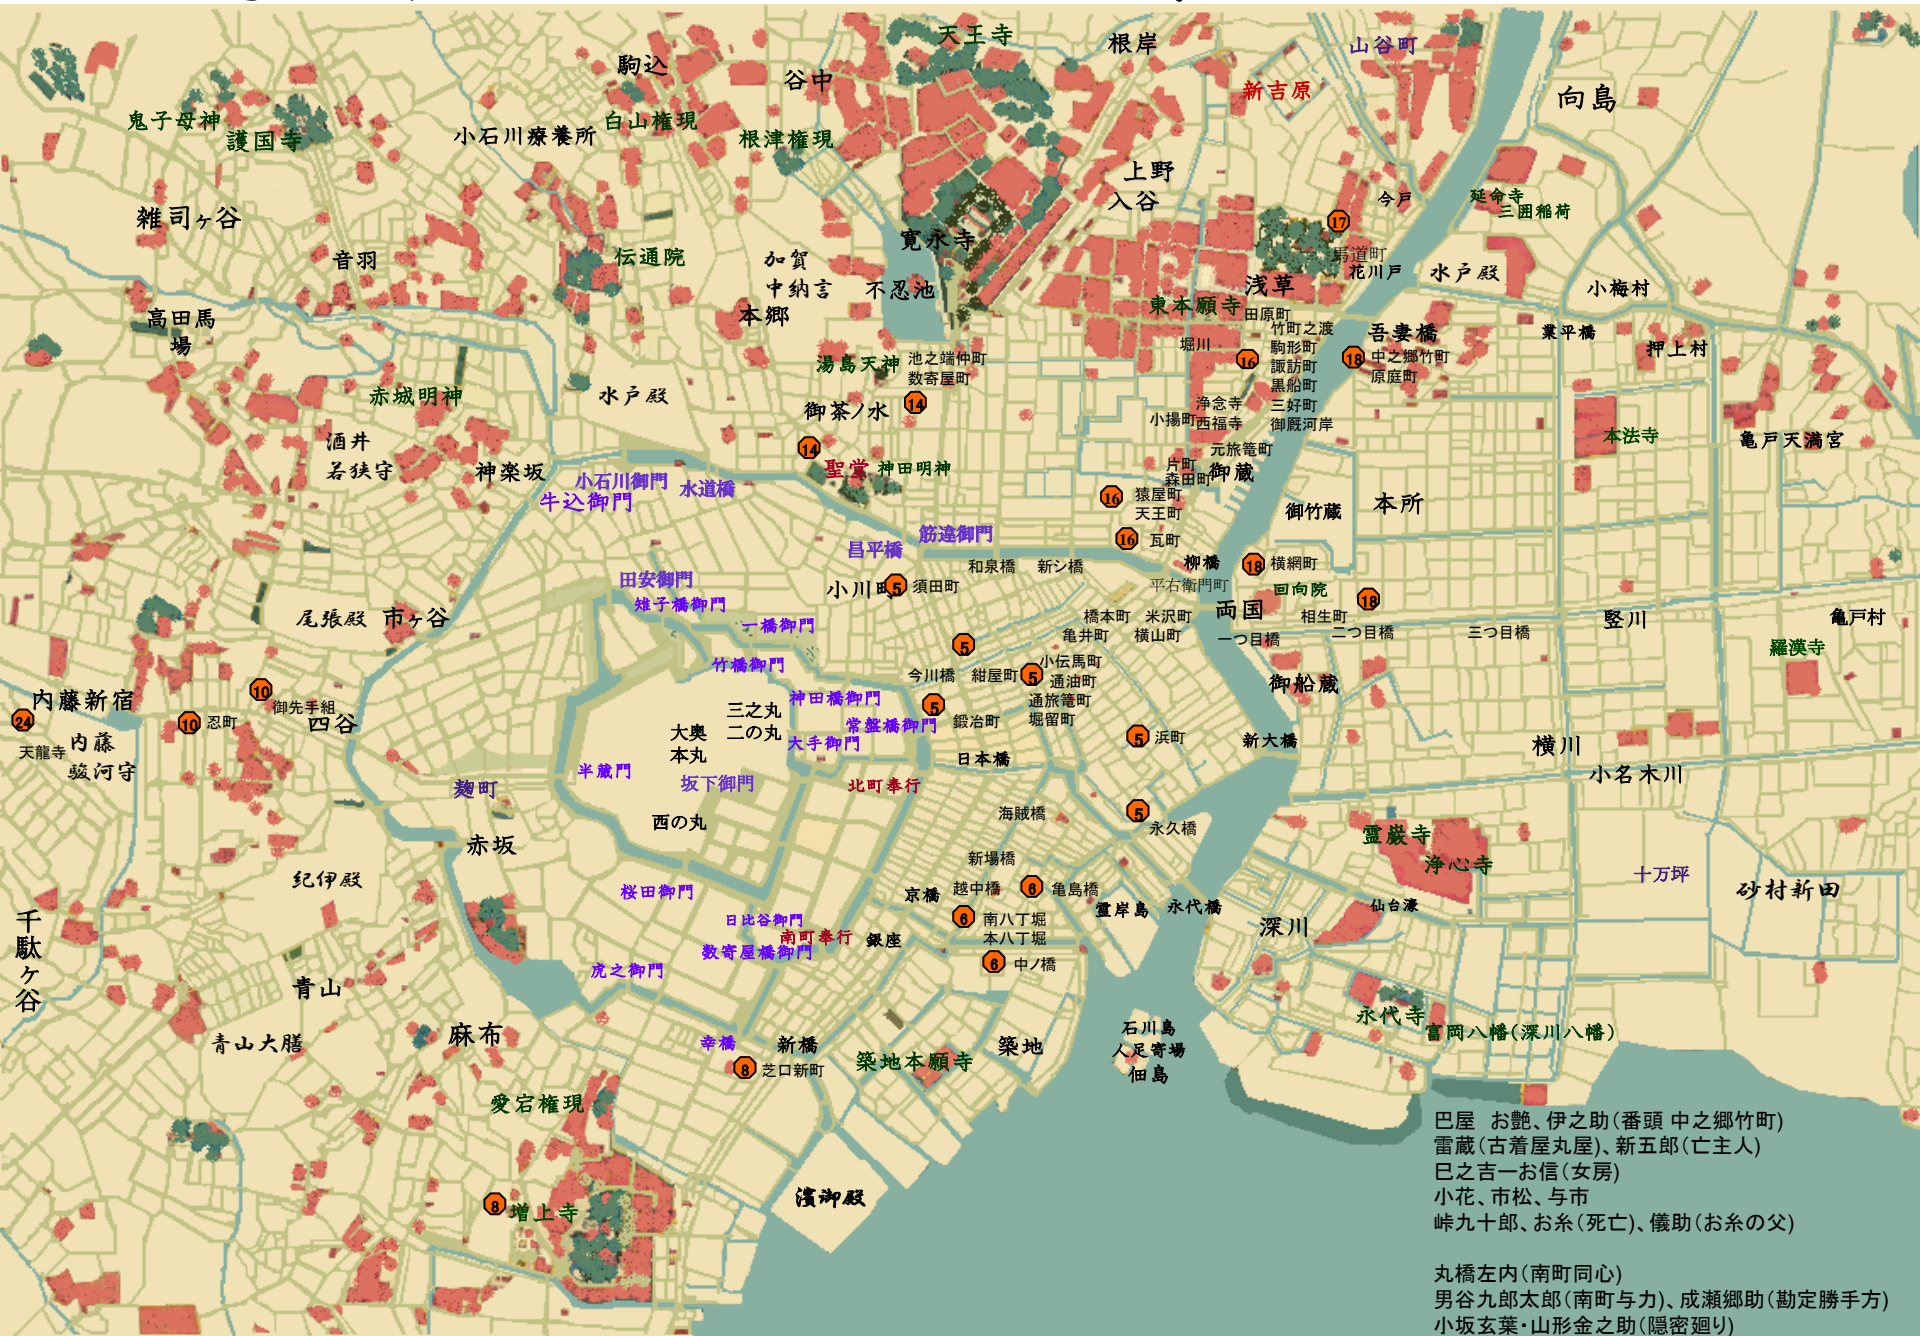 天王寺
根岸
山谷町
駒込
谷中
新吉原
向島
鬼子母神
護国寺
小石川療養所
白山権現
根津権現
上野
入谷
今戸
延命寺
三囲稲荷
雑司ヶ谷
音羽
伝通院
加賀
中納言
本郷
寛永寺
不忍池
17
馬道町
花川戸
水戸殿
浅草
東本願寺
田原町
小梅村
高田馬
場
竹町之渡
吾妻橋
業平橋
押上村
堀川
16
駒形町
諏訪町
黒船町
三好町
御厩河岸
18
中之郷竹町
原庭町
湯島天神
池之端仲町
数寄屋町
14
赤城明神
水戸殿
御茶ノ水
浄念寺
小揚町
西福寺
本法寺
亀戸天満宮
酒井
若狭守
神楽坂
14
聖堂
神田明神
元旅篭町
片町
森田町
御蔵
小石川御門
水道橋
牛込御門
16
猿屋町
天王町
御竹蔵
本所
昌平橋
筋違御門
16
瓦町
柳橋
18
横網町
和泉橋
新シ橋
平右衛門町
回向院
田安御門
雉子橋御門
小川町
5
須田町
両国
相生町
18
尾張殿
市ヶ谷
一橋御門
橋本町
米沢町
亀井町
横山町
一つ目橋
二つ目橋
三つ目橋
竪川
亀戸村
羅漢寺
竹橋御門
5
今川橋
紺屋町
5
小伝馬町
通油町
通旅篭町
堀留町
御船蔵
内藤新宿
10
御先手組
10
忍町
四谷
24
天龍寺
内藤
駿河守
神田橋御門
三之丸
二の丸
常盤橋御門
5
鍛冶町
大奥
本丸
大手御門
5
浜町
新大橋
日本橋
横川
小名木川
半蔵門
坂下御門
北町奉行
麹町
西の丸
海賊橋
5
永久橋
赤坂
霊巌寺
浄心寺
新場橋
紀伊殿
桜田御門
京橋
越中橋
6
亀島橋
霊岸島
永代橋
仙台濠
十万坪
砂村新田
千駄ヶ谷
日比谷御門
南町奉行
銀座
6
南八丁堀
本八丁堀
深川
数寄屋橋御門
虎之御門
6
中ノ橋
青山
永代寺
富岡八幡(深川八幡)
青山大膳
麻布
幸橋
新橋
8
芝口新町
築地本願寺
築地
石川島
人足寄場
佃島
愛宕権現
8
増上寺
濱御殿
巴屋 お艶、伊之助(番頭 中之郷竹町)
雷蔵(古着屋丸屋)、新五郎(亡主人)
巳之吉一お信(女房)
小花、市松、与市
峠九十郎、お糸(死亡)、儀助(お糸の父)
丸橋左内(南町同心)
男谷九郎太郎(南町与力)、成瀬郷助(勘定勝手方)
小坂玄葉・山形金之助(隠密廻り)